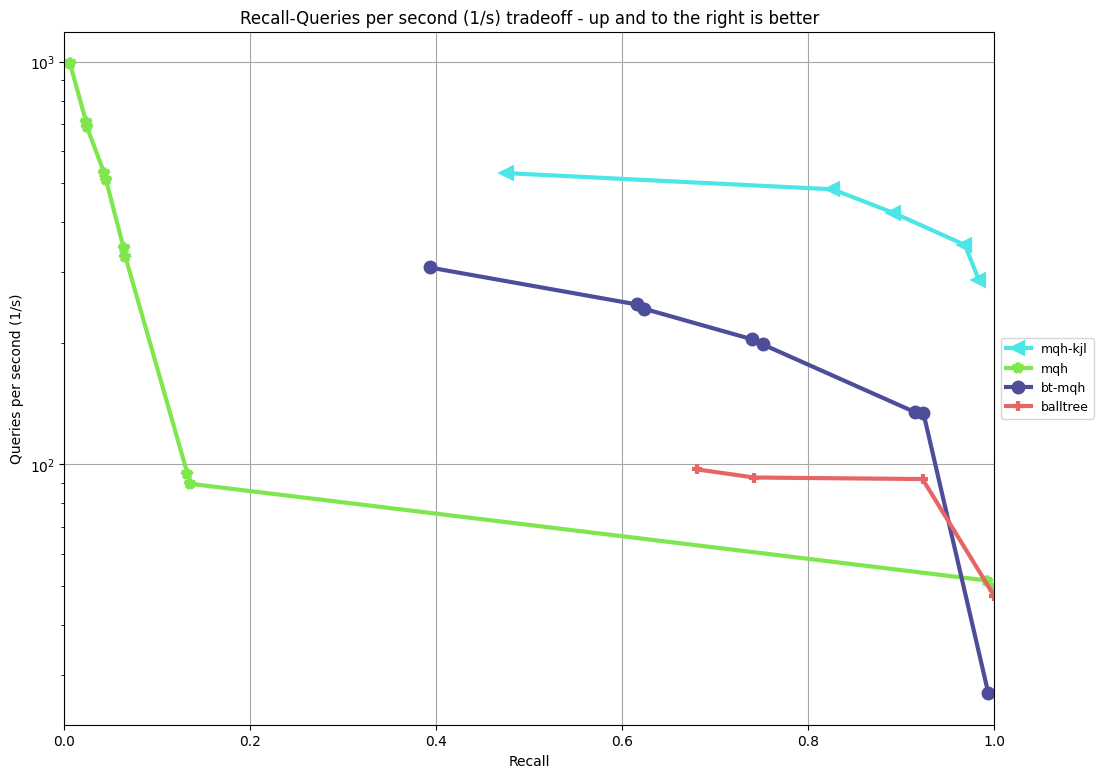 Recall-Queries per second (1/s) tradeoff - up and to the right is better
Queries per second (1/s)
10³
10²
0.0 0.2 0.4 0.6 0.8 1.0
Recall
mqh-kjl
mqh
bt-mqh
balltree